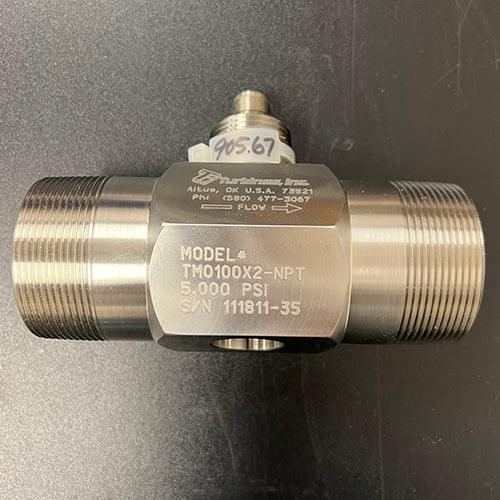 905.67
Turbines, Inc.
Altus, OK U.S.A. 73521
Ph: (580) 477-3067
FLOW
MODEL#
TM0100X2-NPT
5,000 PSI
S/N 111811-35